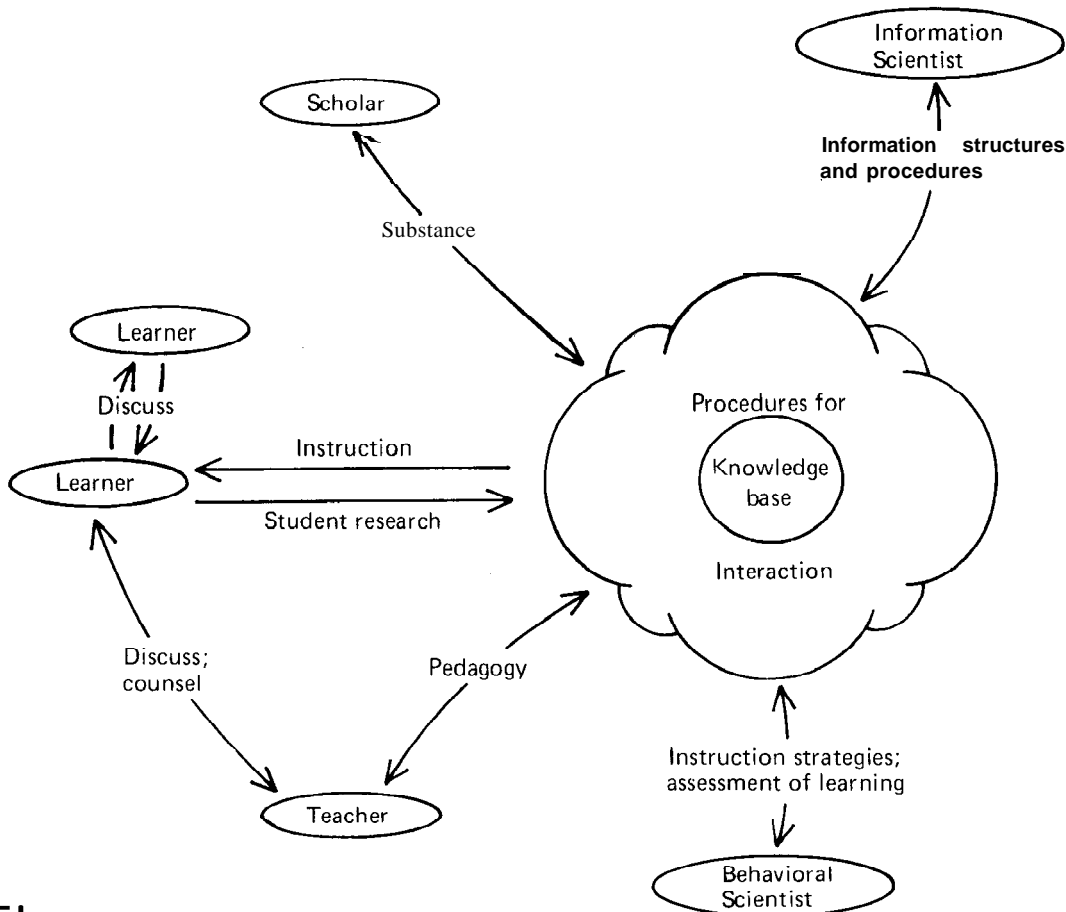 Information
Scientist
Scholar
Information structures
and procedures
Substance
Learner
Discuss
Learner
Instruction
Student research
Procedures for
Knowledge
base
Interaction
Discuss;
counsel
Pedagogy
Instruction strategies;
assessment of learning
Teacher
Behavioral
Scientist